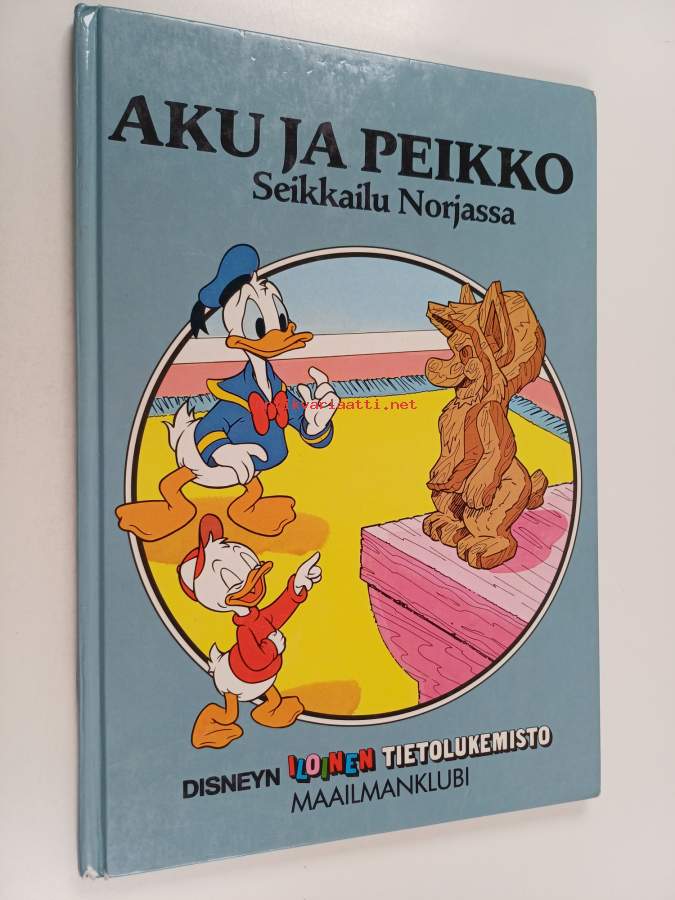 AKU JA PEIKKO
Seikkailu Norjassa
antikvariaatti.net
DISNEYN ILOINEN TIETOLUKEMISTO
MAAILMANKLUBI